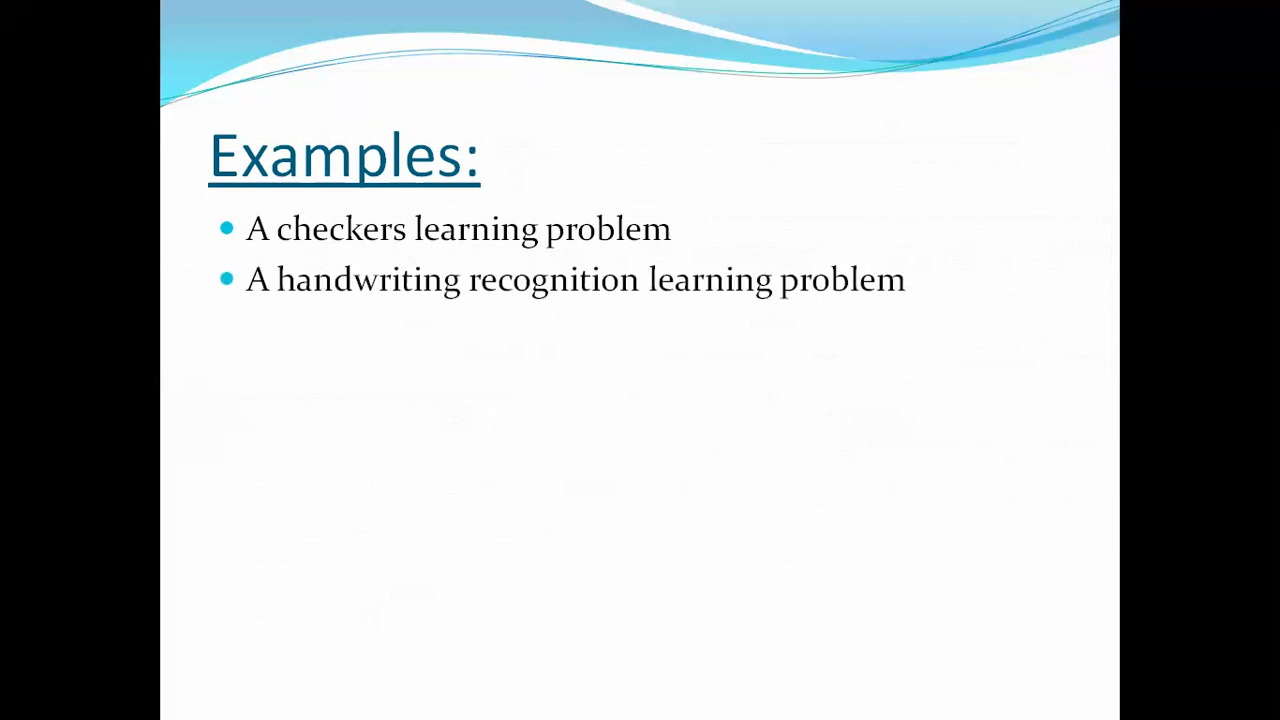 Examples:
• A checkers learning problem
• A handwriting recognition learning problem